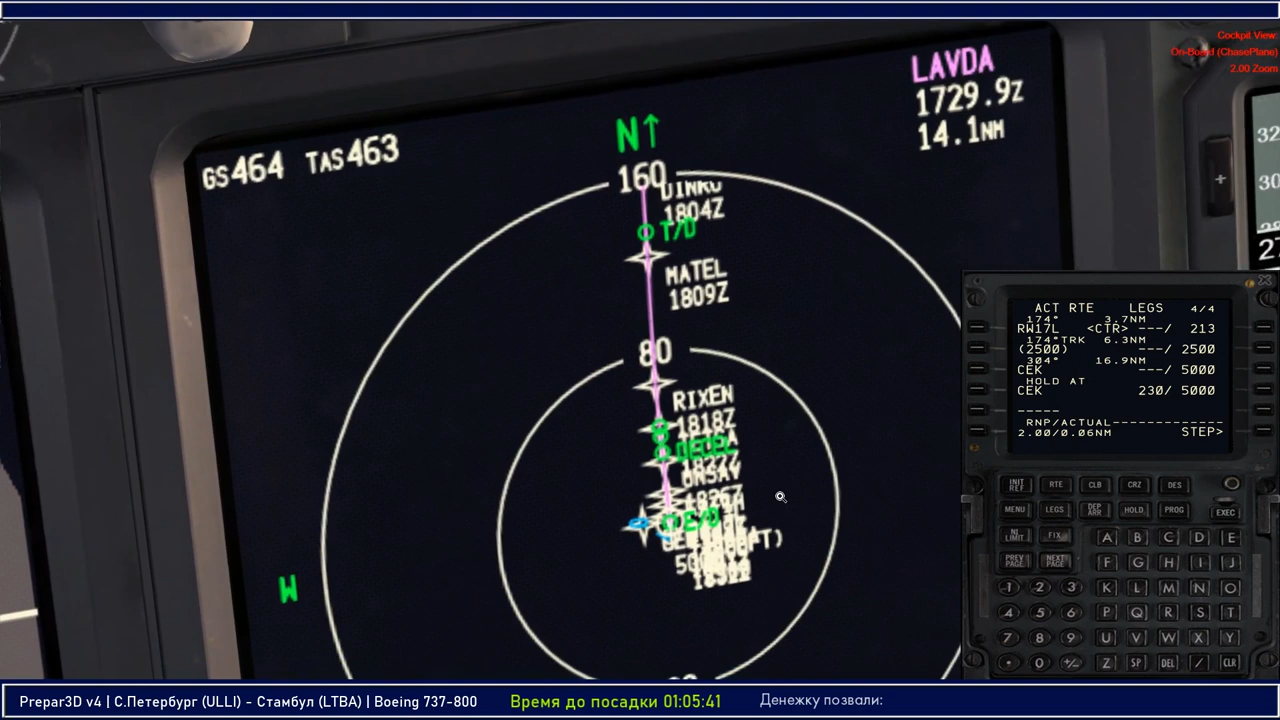 Cockpit View:
On-Board (ChasePlane)
2.00 Zoom
LAVDA
1729.9Z
14.1NM
GS464 TAS463
N↑
160
DINRO
1804Z
T/D
MATEL
1809Z
80
RIXEN
1818Z
DECEL
E/D
W
32
30
27
ACT RTE LEGS 4/4
174° 3.7NM
RW17L <CTR> ---/ 213
174°TRK 6.3NM
(2500) ---/ 2500
304° 16.9NM
CEK ---/ 5000
HOLD AT
CEK 230/ 5000
-----
RNP/ACTUAL--------------
2.00/0.06NM STEP>
INIT REF RTE CLB CRZ DES
MENU LEGS DEP ARR HOLD PROG EXEC
N1 LIMIT FIX A B C D E
PREV PAGE NEXT PAGE F G H I J
1 2 3 K L M N O
4 5 6 P Q R S T
7 8 9 U V W X Y
. 0 +/- Z SP DEL / CLR
Prepar3D v4 | С.Петербург (ULLI) - Стамбул (LTBA) | Boeing 737-800 Время до посадки 01:05:41 Денежку позвали: